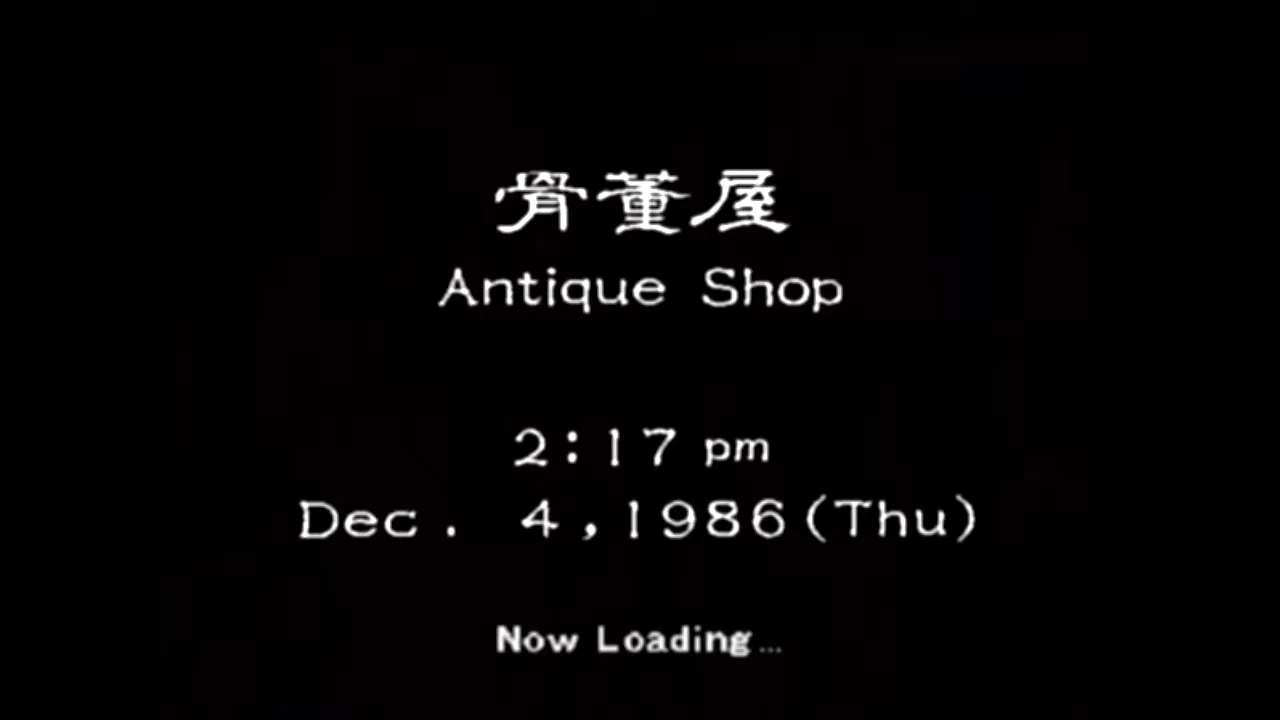 骨董屋
Antique Shop
2:17 pm
Dec. 4,1986(Thu)
Now Loading...